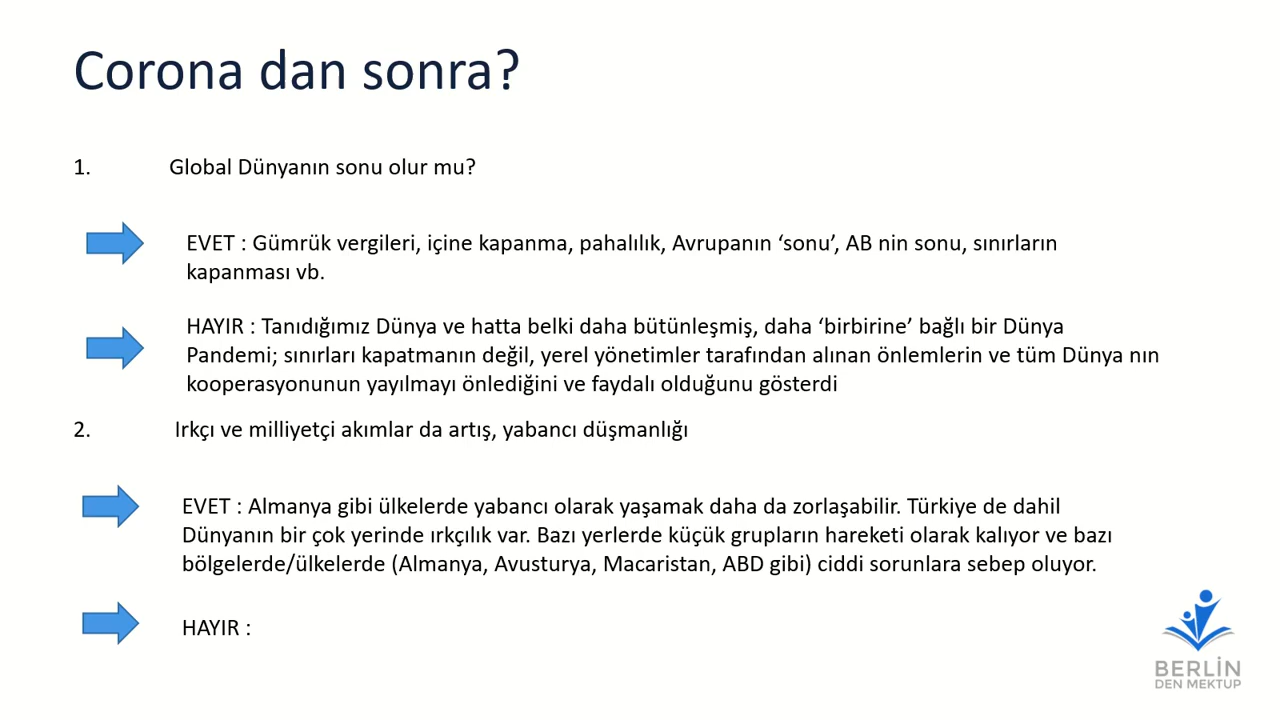 Corona dan sonra?
1. Global Dünyanın sonu olur mu?
EVET : Gümrük vergileri, içine kapanma, pahalılık, Avrupanın ‘sonu’, AB nin sonu, sınırların
kapanması vb.
HAYIR : Tanıdığımız Dünya ve hatta belki daha bütünleşmiş, daha ‘birbirine’ bağlı bir Dünya
Pandemi; sınırları kapatmanın değil, yerel yönetimler tarafından alınan önlemlerin ve tüm Dünya nın
kooperasyonunun yayılmayı önlediğini ve faydalı olduğunu gösterdi
2. Irkçı ve milliyetçi akımlar da artış, yabancı düşmanlığı
EVET : Almanya gibi ülkelerde yabancı olarak yaşamak daha da zorlaşabilir. Türkiye de dahil
Dünyanın bir çok yerinde ırkçılık var. Bazı yerlerde küçük grupların hareketi olarak kalıyor ve bazı
bölgelerde/ülkelerde (Almanya, Avusturya, Macaristan, ABD gibi) ciddi sorunlara sebep oluyor.
HAYIR :
BERLİN
DEN MEKTUP